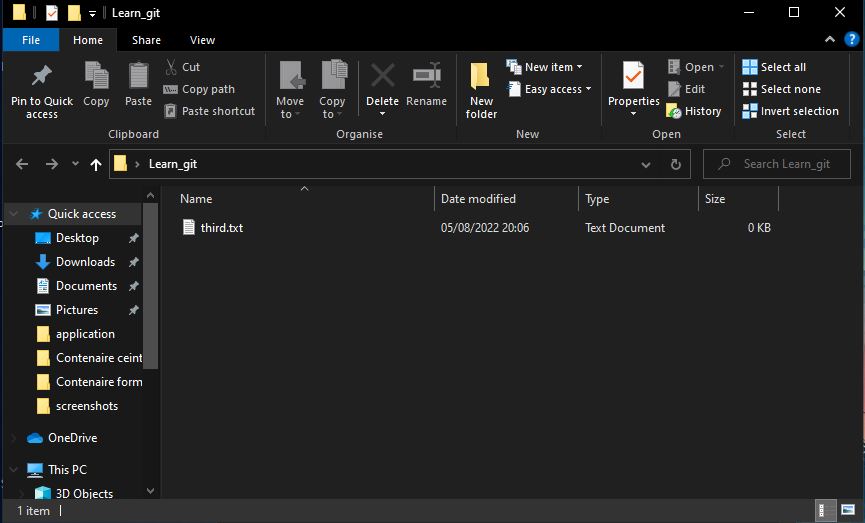 Learn_git
File Home Share View
Pin to Quick access
Copy
Paste
Cut
Copy path
Paste shortcut
Clipboard
Move to
Copy to
Delete
Rename
Organise
New folder
New item
Easy access
New
Properties
Open
Edit
History
Open
Select all
Select none
Invert selection
Select
Learn_git
Search Learn_git
Name Date modified Type Size
third.txt 05/08/2022 20:06 Text Document 0 KB
Quick access
Desktop
Downloads
Documents
Pictures
application
Contenaire ceint
Contenaire form
screenshots
OneDrive
This PC
3D Objects
1 item